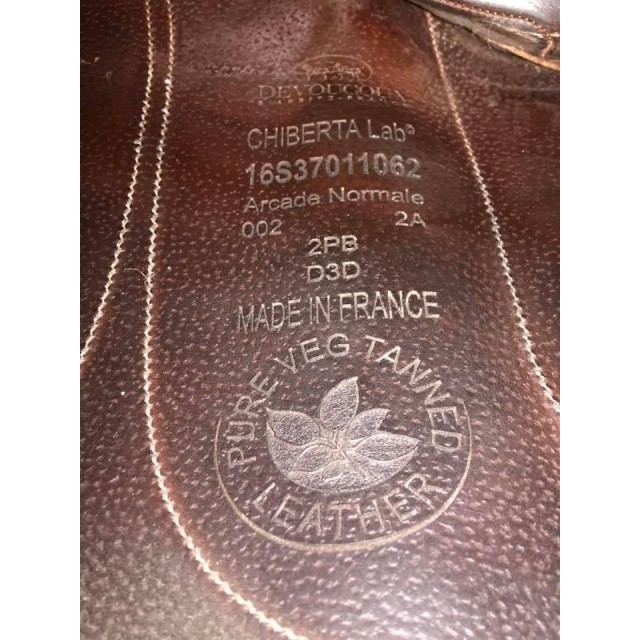 DEVOUCOUX
CHIBERTA Lab®
16S37011062
Arcade Normale
002 2A
2PB
D3D
MADE IN FRANCE
PURE VEG TANNED
LEATHER